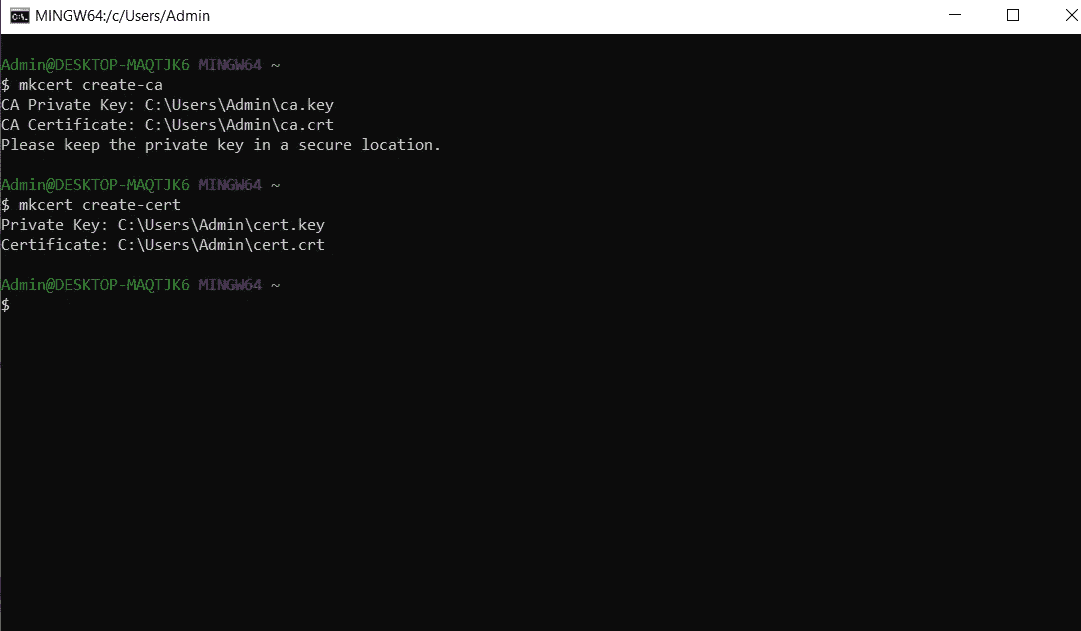 MINGW64:/c/Users/Admin
Admin@DESKTOP-MAQTJK6 MINGW64 ~
$ mkcert create-ca
CA Private Key: C:\Users\Admin\ca.key
CA Certificate: C:\Users\Admin\ca.crt
Please keep the private key in a secure location.
Admin@DESKTOP-MAQTJK6 MINGW64 ~
$ mkcert create-cert
Private Key: C:\Users\Admin\cert.key
Certificate: C:\Users\Admin\cert.crt
Admin@DESKTOP-MAQTJK6 MINGW64 ~
$